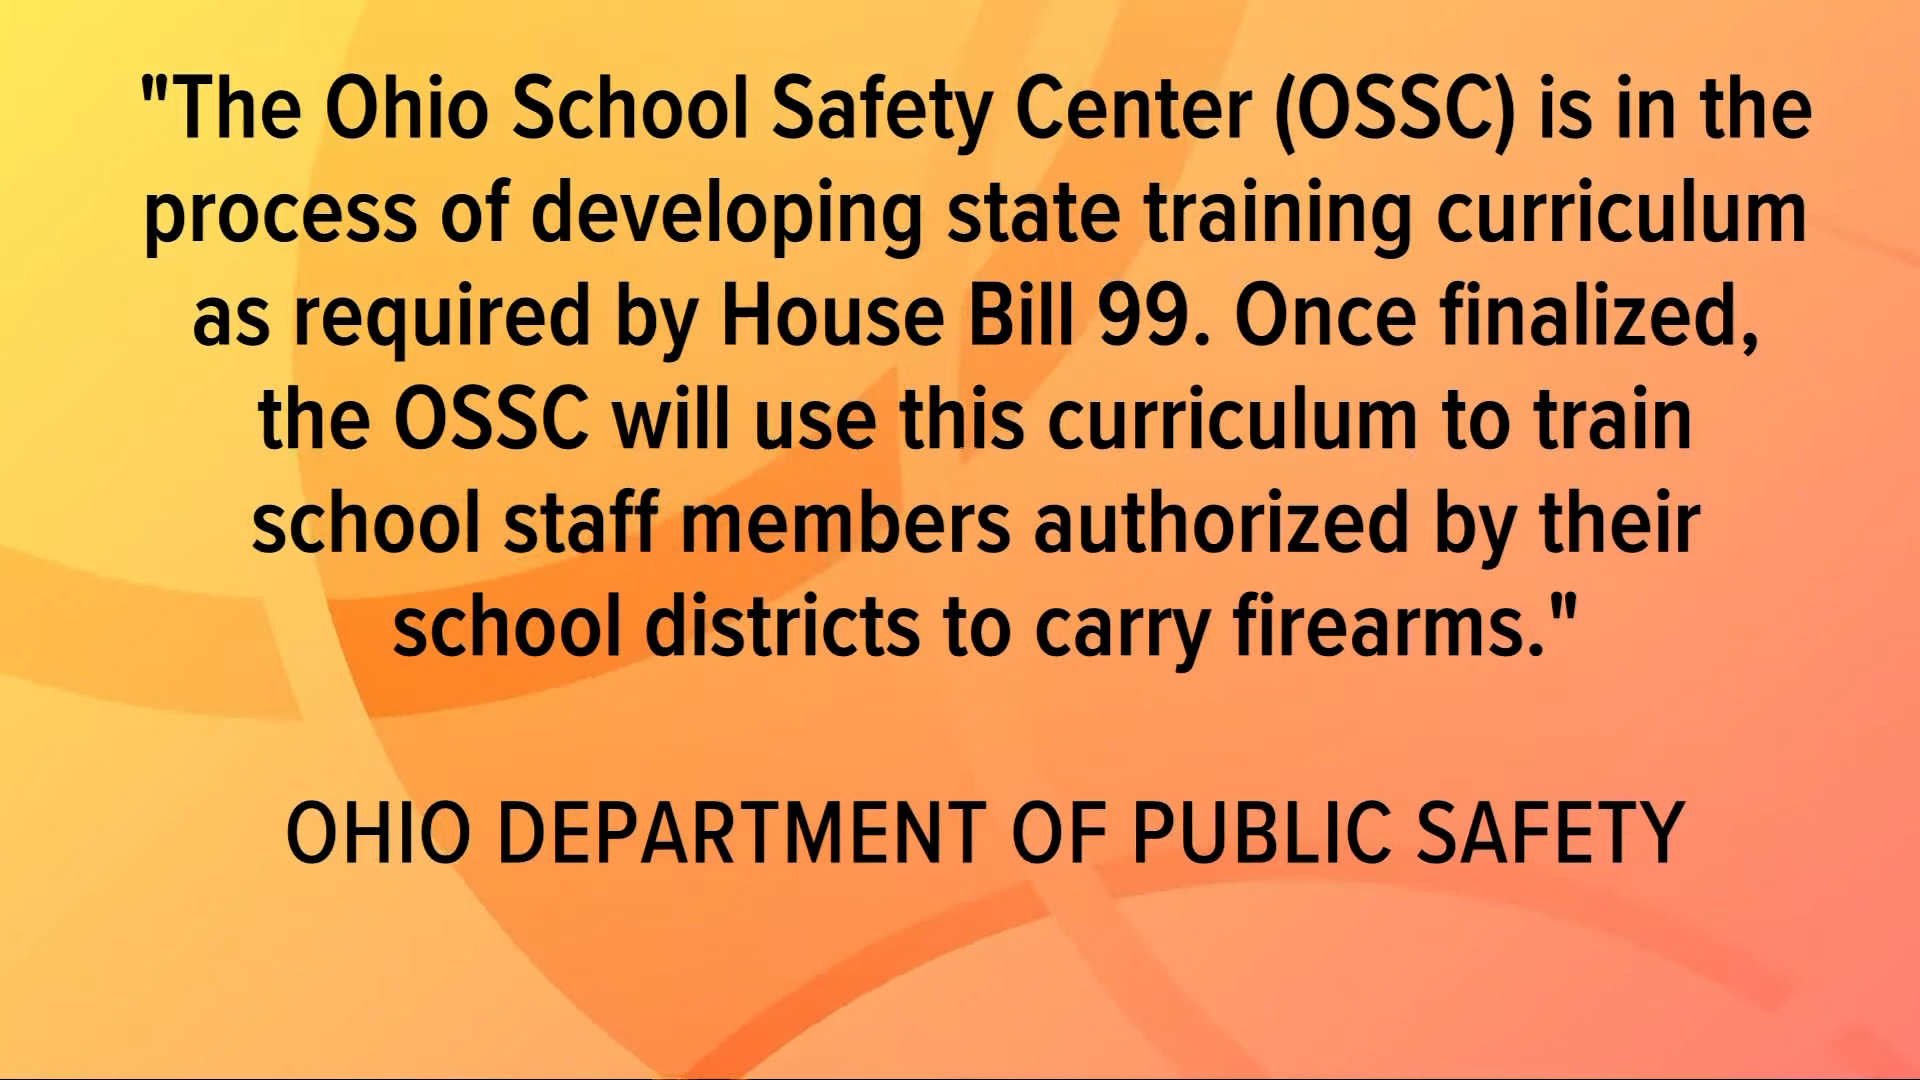 "The Ohio School Safety Center (OSSC) is in the
process of developing state training curriculum
as required by House Bill 99. Once finalized,
the OSSC will use this curriculum to train
school staff members authorized by their
school districts to carry firearms."
OHIO DEPARTMENT OF PUBLIC SAFETY